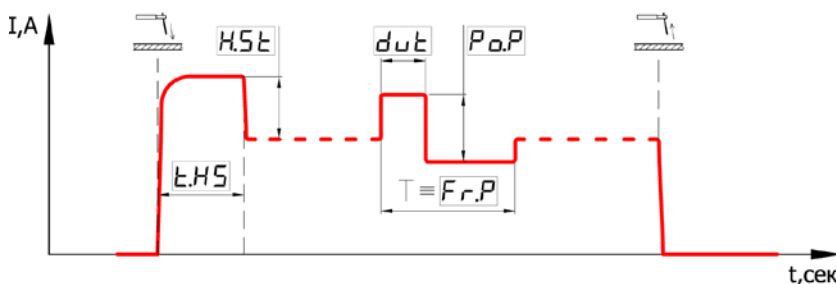 I,A
H.St
dut
Po.P
t.HS
T ≡ Fr.P
t,сек